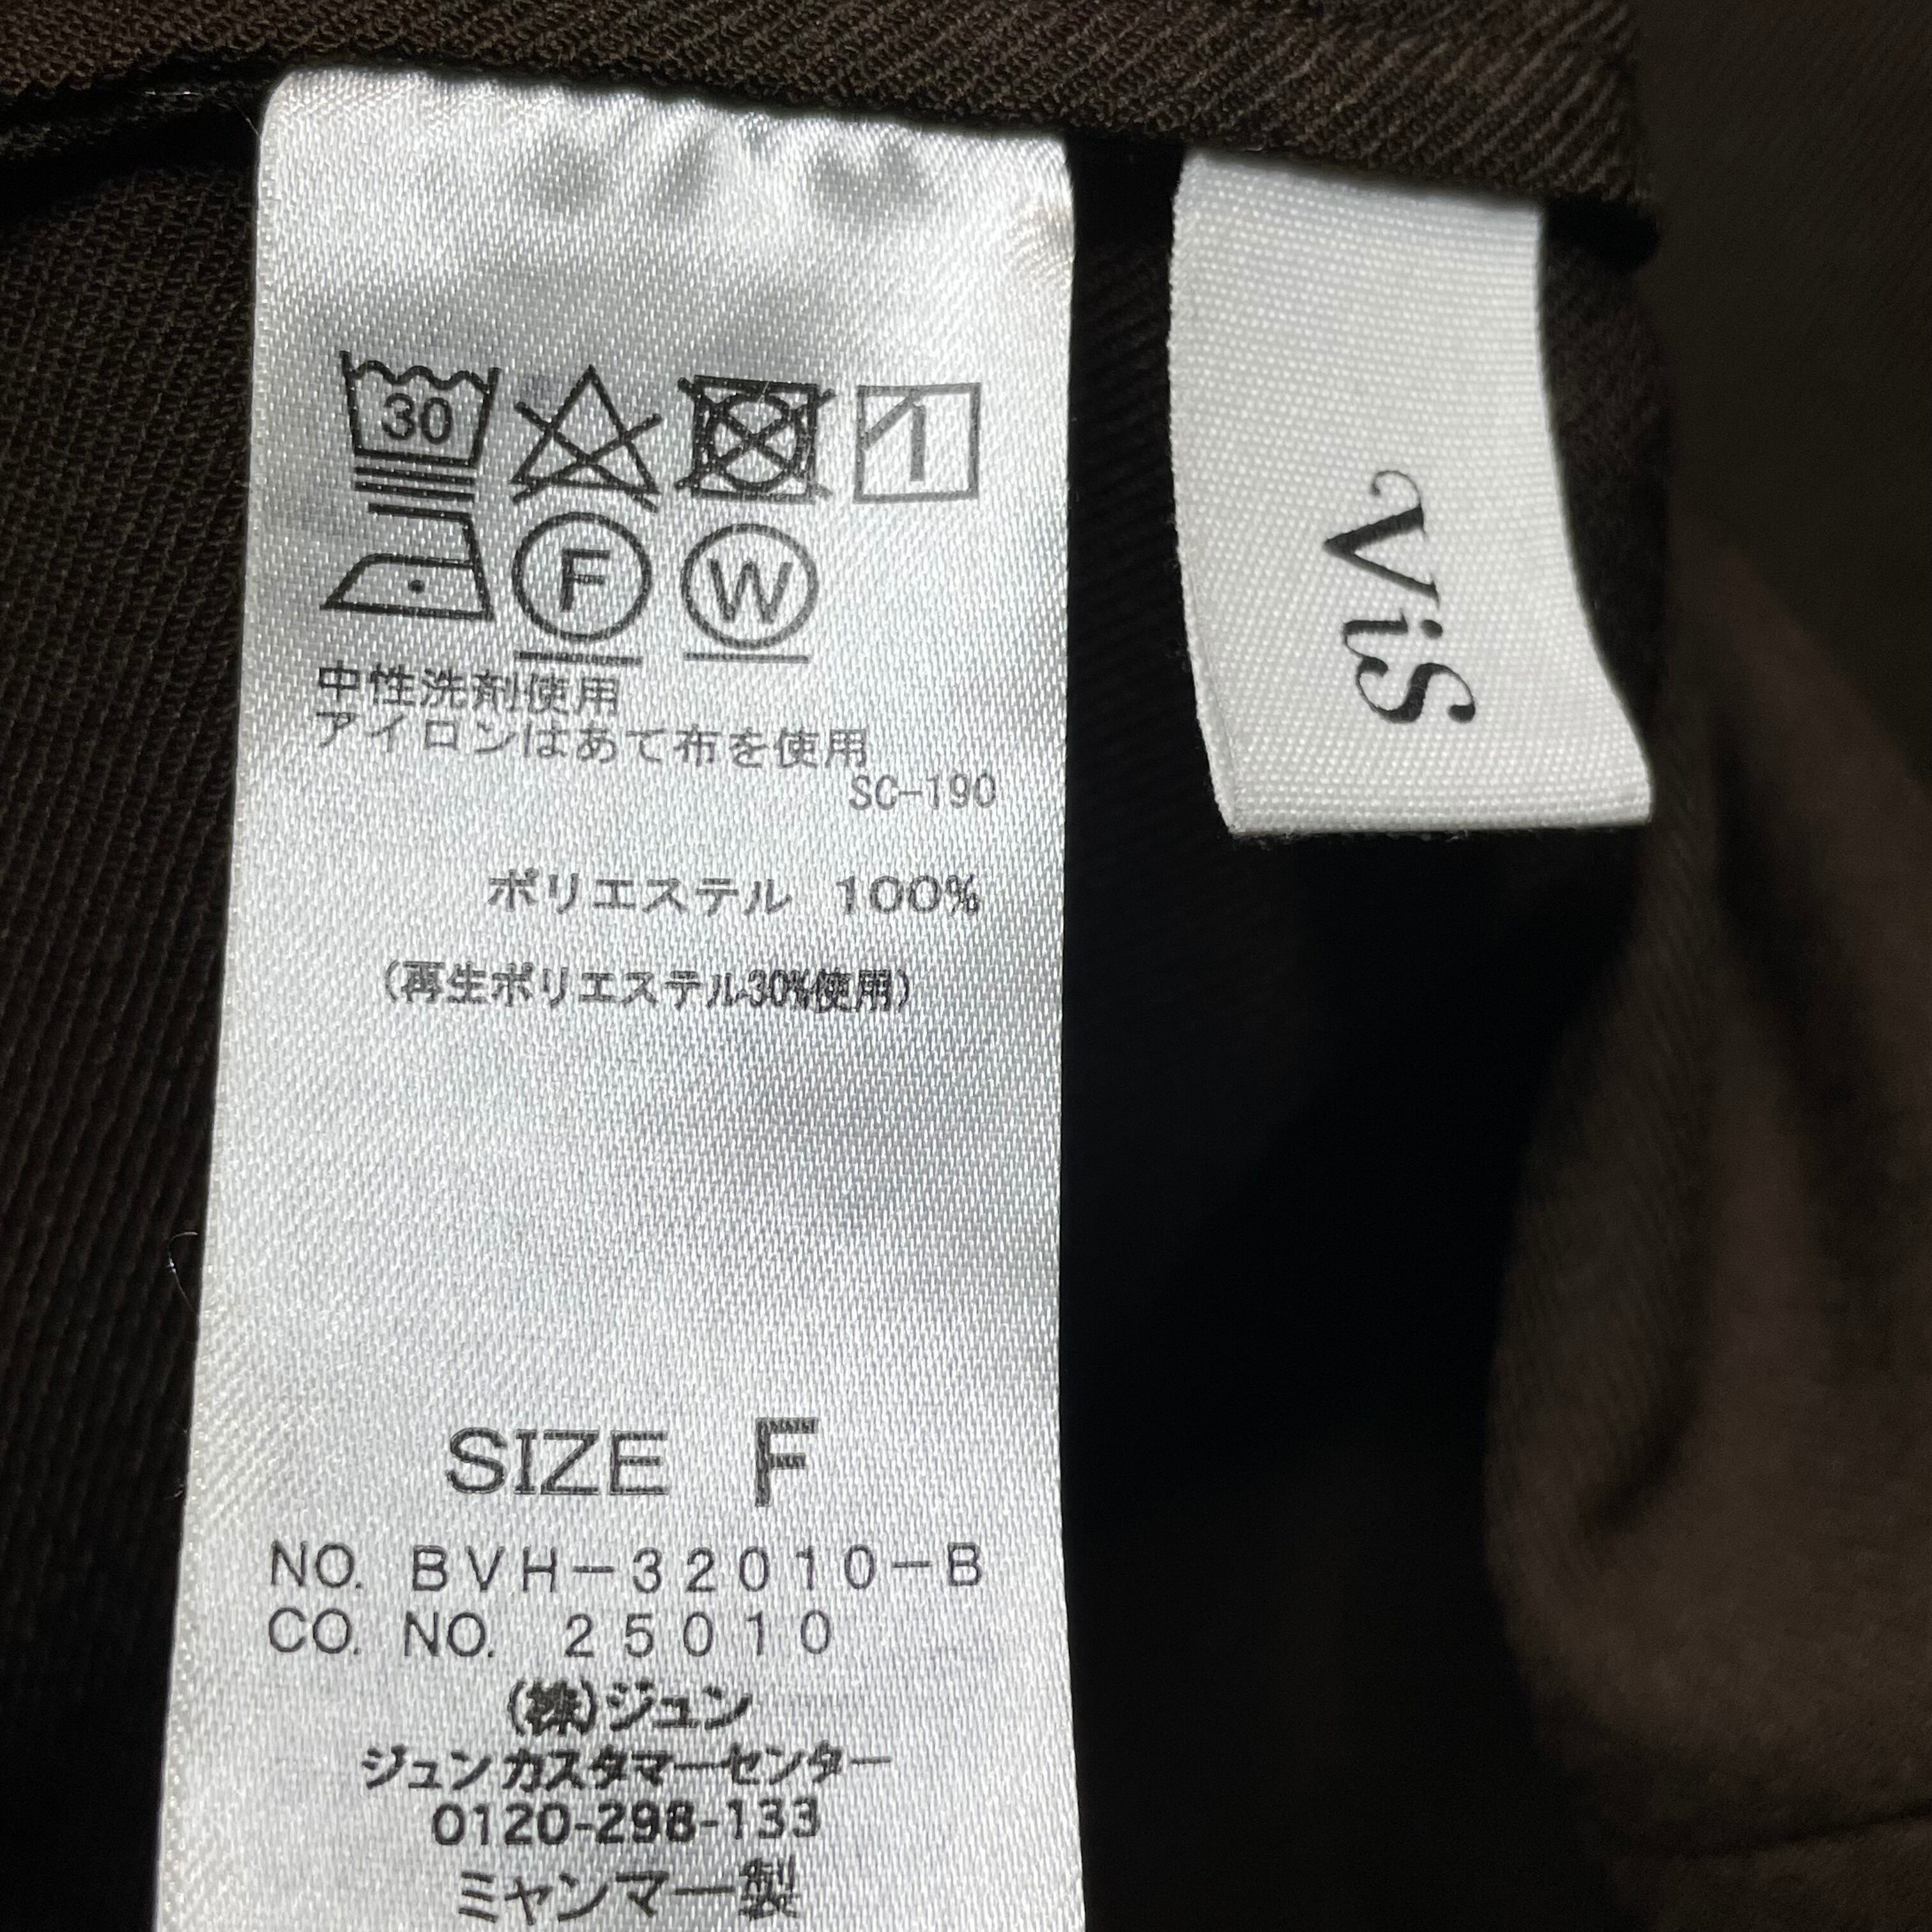 30
F W
中性洗剤使用
アイロンはあて布を使用
SC-190
ポリエステル 100%
(再生ポリエステル30%使用)
SIZE F
NO. BVH-32010-B
CO. NO. 25010
(株)ジュン
ジュンカスタマーセンター
0120-298-133
ミャンマー製
ViS